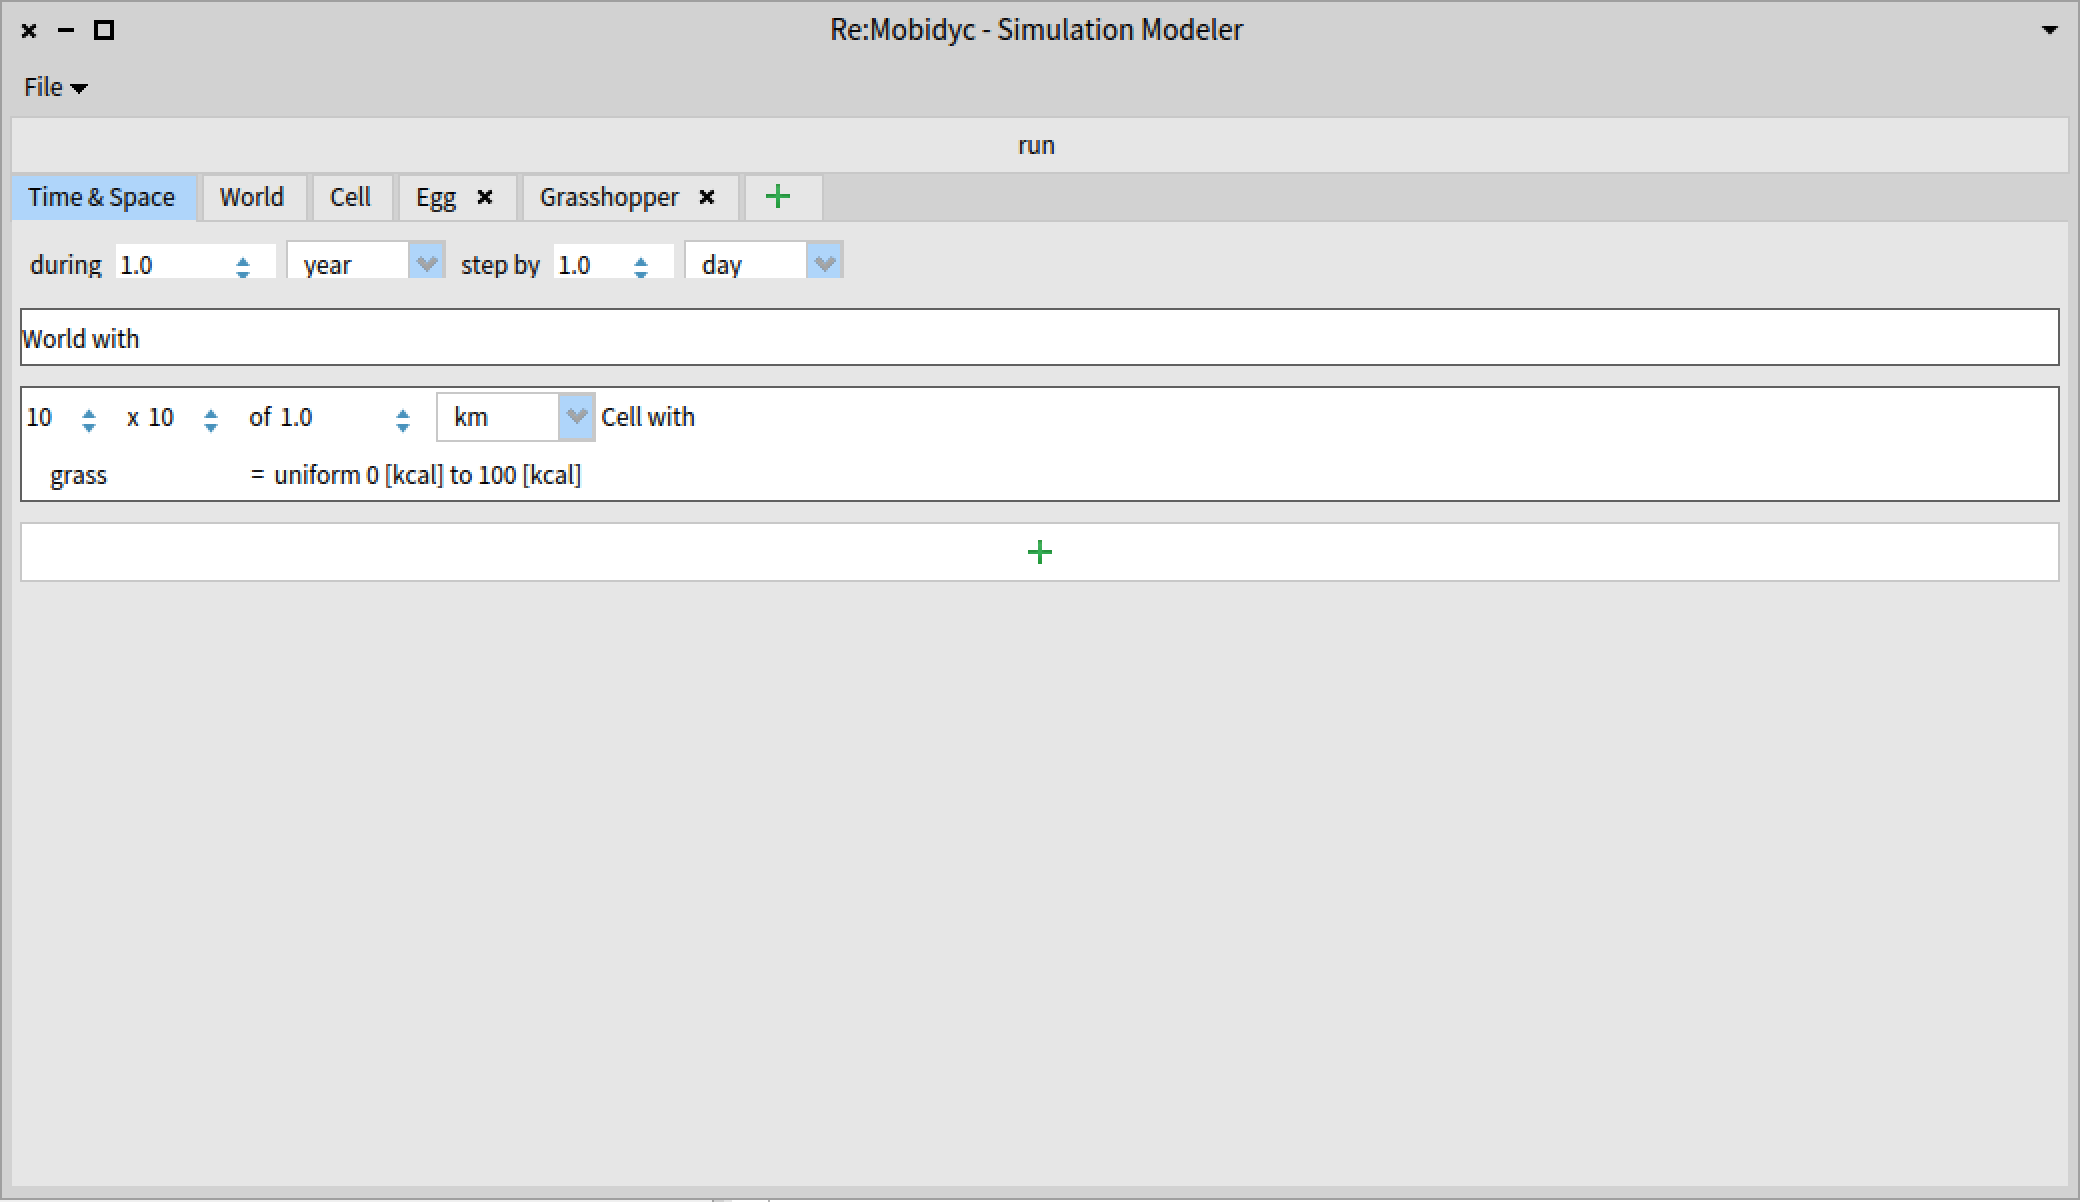 Re:Mobidyc - Simulation Modeler
File
run
Time & Space World Cell Egg Grasshopper
during 1.0 year step by 1.0 day
World with
10 x 10 of 1.0 km Cell with
grass = uniform 0 [kcal] to 100 [kcal]